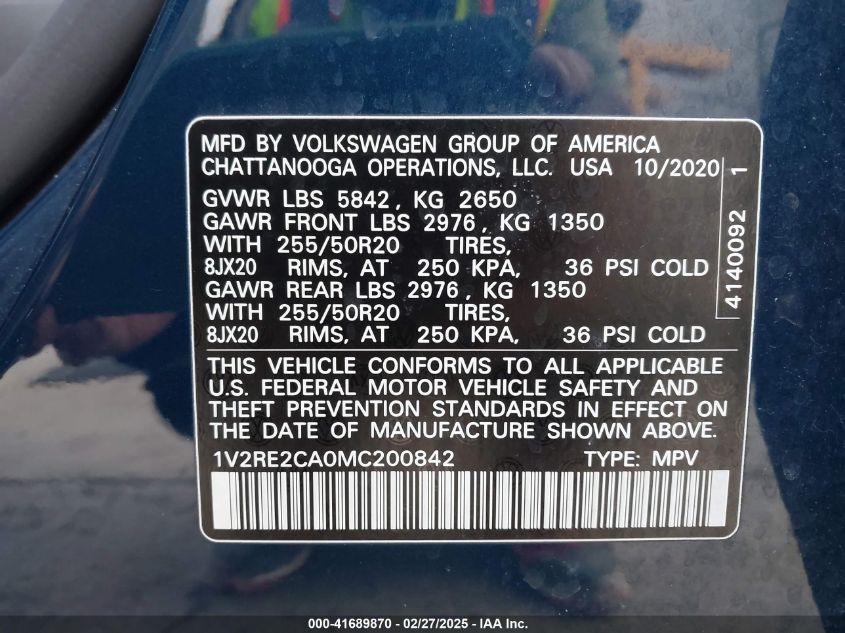 MFD BY VOLKSWAGEN GROUP OF AMERICA
CHATTANOOGA OPERATIONS, LLC. USA 10/2020
GVWR LBS 5842, KG 2650
GAWR FRONT LBS 2976, KG 1350
WITH 255/50R20 TIRES,
8JX20 RIMS, AT 250 KPA, 36 PSI COLD
GAWR REAR LBS 2976, KG 1350
WITH 255/50R20 TIRES,
8JX20 RIMS, AT 250 KPA, 36 PSI COLD
4140092 1
THIS VEHICLE CONFORMS TO ALL APPLICABLE
U.S. FEDERAL MOTOR VEHICLE SAFETY AND
THEFT PREVENTION STANDARDS IN EFFECT ON
THE DATE OF MANUFACTURE SHOWN ABOVE.
1V2RE2CA0MC200842 TYPE: MPV
000-41689870 - 02/27/2025 - IAA Inc.